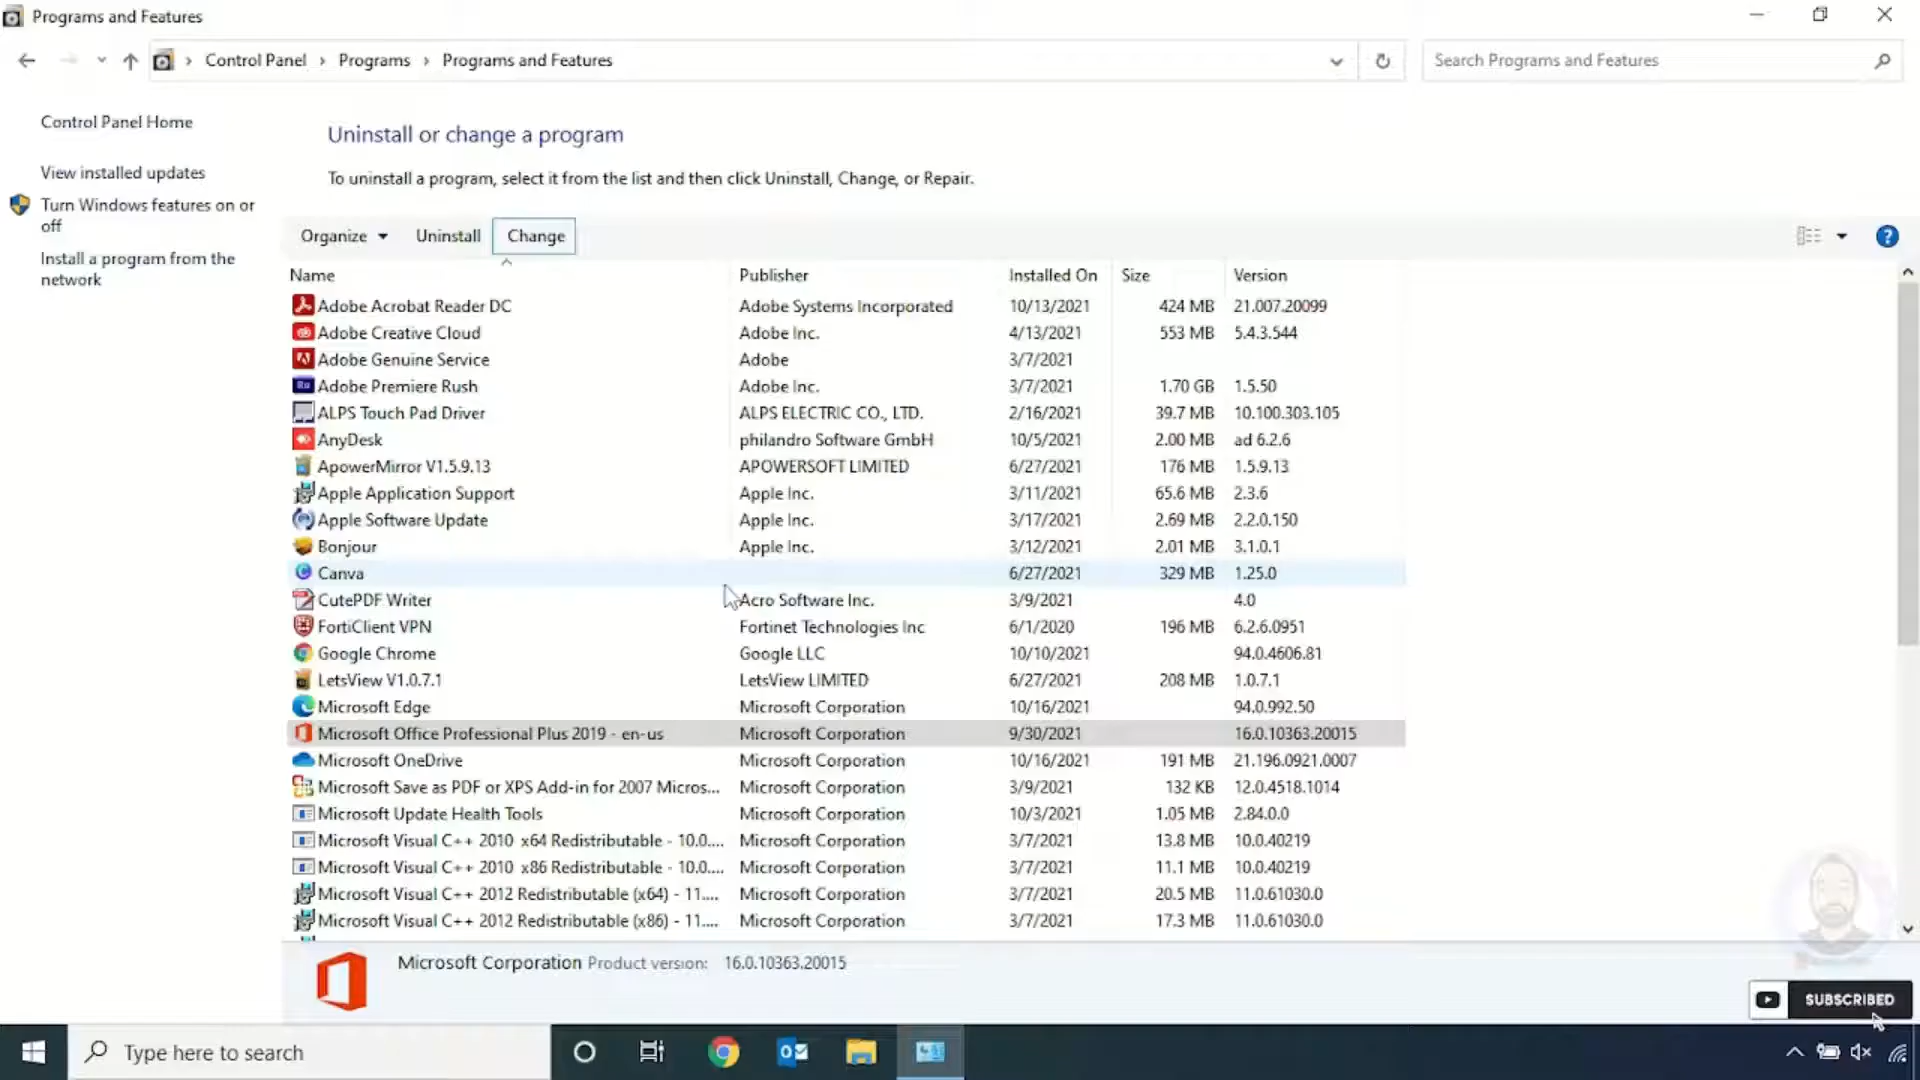 Programs and Features
Control Panel › Programs › Programs and Features
Search Programs and Features
Control Panel Home
View installed updates
Turn Windows features on or
off
Install a program from the
network
Uninstall or change a program
To uninstall a program, select it from the list and then click Uninstall, Change, or Repair.
Organize Uninstall Change
Name Publisher Installed On Size Version
Adobe Acrobat Reader DC Adobe Systems Incorporated 10/13/2021 424 MB 21.007.20099
Adobe Creative Cloud Adobe Inc. 4/13/2021 553 MB 5.4.3.544
Adobe Genuine Service Adobe 3/7/2021
Adobe Premiere Rush Adobe Inc. 3/7/2021 1.70 GB 1.5.50
ALPS Touch Pad Driver ALPS ELECTRIC CO., LTD. 2/16/2021 39.7 MB 10.100.303.105
AnyDesk philandro Software GmbH 10/5/2021 2.00 MB ad 6.2.6
ApowerMirror V1.5.9.13 APOWERSOFT LIMITED 6/27/2021 176 MB 1.5.9.13
Apple Application Support Apple Inc. 3/11/2021 65.6 MB 2.3.6
Apple Software Update Apple Inc. 3/17/2021 2.69 MB 2.2.0.150
Bonjour Apple Inc. 3/12/2021 2.01 MB 3.1.0.1
Canva 6/27/2021 329 MB 1.25.0
CutePDF Writer Acro Software Inc. 3/9/2021 4.0
FortiClient VPN Fortinet Technologies Inc 6/1/2020 196 MB 6.2.6.0951
Google Chrome Google LLC 10/10/2021 94.0.4606.81
LetsView V1.0.7.1 LetsView LIMITED 6/27/2021 208 MB 1.0.7.1
Microsoft Edge Microsoft Corporation 10/16/2021 94.0.992.50
Microsoft Office Professional Plus 2019 - en-us Microsoft Corporation 9/30/2021 16.0.10363.20015
Microsoft OneDrive Microsoft Corporation 10/16/2021 191 MB 21.196.0921.0007
Microsoft Save as PDF or XPS Add-in for 2007 Micros... Microsoft Corporation 3/9/2021 132 KB 12.0.4518.1014
Microsoft Update Health Tools Microsoft Corporation 10/3/2021 1.05 MB 2.84.0.0
Microsoft Visual C++ 2010 x64 Redistributable - 10.0.... Microsoft Corporation 3/7/2021 13.8 MB 10.0.40219
Microsoft Visual C++ 2010 x86 Redistributable - 10.0.... Microsoft Corporation 3/7/2021 11.1 MB 10.0.40219
Microsoft Visual C++ 2012 Redistributable (x64) - 11.... Microsoft Corporation 3/7/2021 20.5 MB 11.0.61030.0
Microsoft Visual C++ 2012 Redistributable (x86) - 11.... Microsoft Corporation 3/7/2021 17.3 MB 11.0.61030.0
Microsoft Corporation Product version: 16.0.10363.20015
SUBSCRIBED
Type here to search